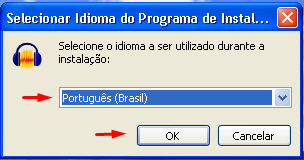 Selecionar Idioma do Programa de Instal...
Selecione o idioma a ser utilizado durante a
instalação:
Português (Brasil)
OK
Cancelar